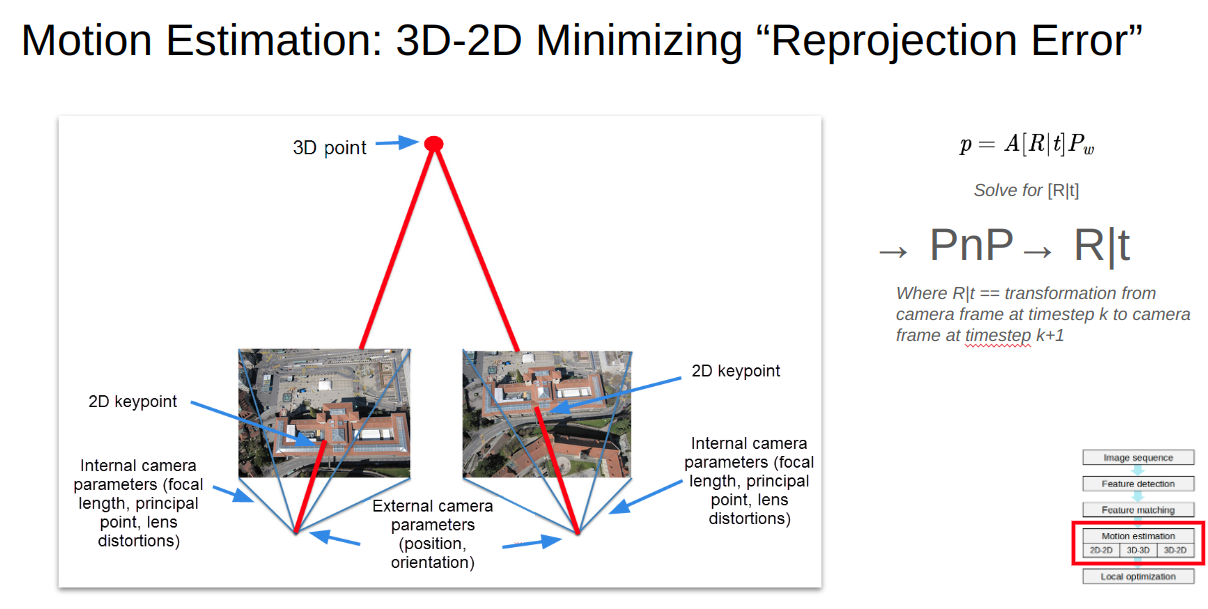 Motion Estimation: 3D-2D Minimizing “Reprojection Error”
3D point
2D keypoint
Internal camera
parameters (focal
length, principal
point, lens
distortions)
External camera
parameters
(position,
orientation)
2D keypoint
Internal camera
parameters (focal
length, principal
point, lens
distortions)
p = A[R|t]P_w
Solve for [R|t]
→ PnP → R|t
Where R|t == transformation from
camera frame at timestep k to camera
frame at timestep k+1
Image sequence
Feature detection
Feature matching
Motion estimation
2D-2D 3D-3D 3D-2D
Local optimization